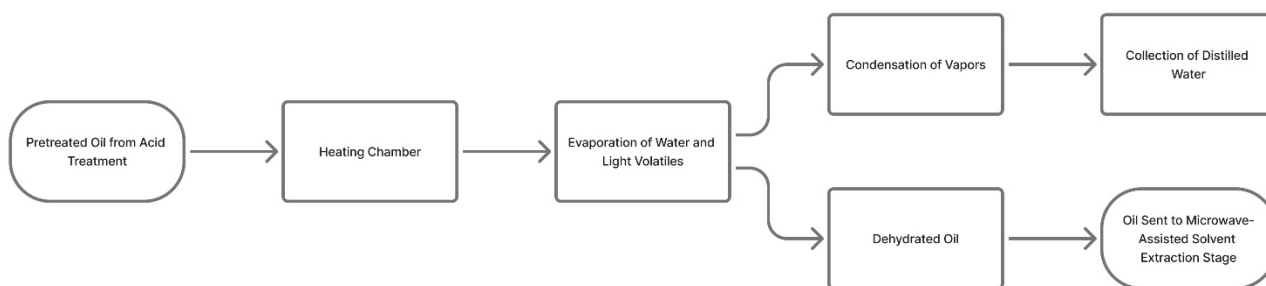 Pretreated Oil from Acid
Treatment
Heating Chamber
Evaporation of Water and
Light Volatiles
Condensation of Vapors
Collection of Distilled
Water
Dehydrated Oil
Oil Sent to Microwave-
Assisted Solvent
Extraction Stage